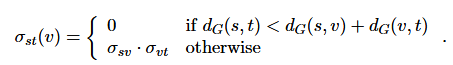 σ_st(v) = { 0 if d_G(s, t) < d_G(s, v) + d_G(v, t)
σ_sv · σ_vt otherwise .